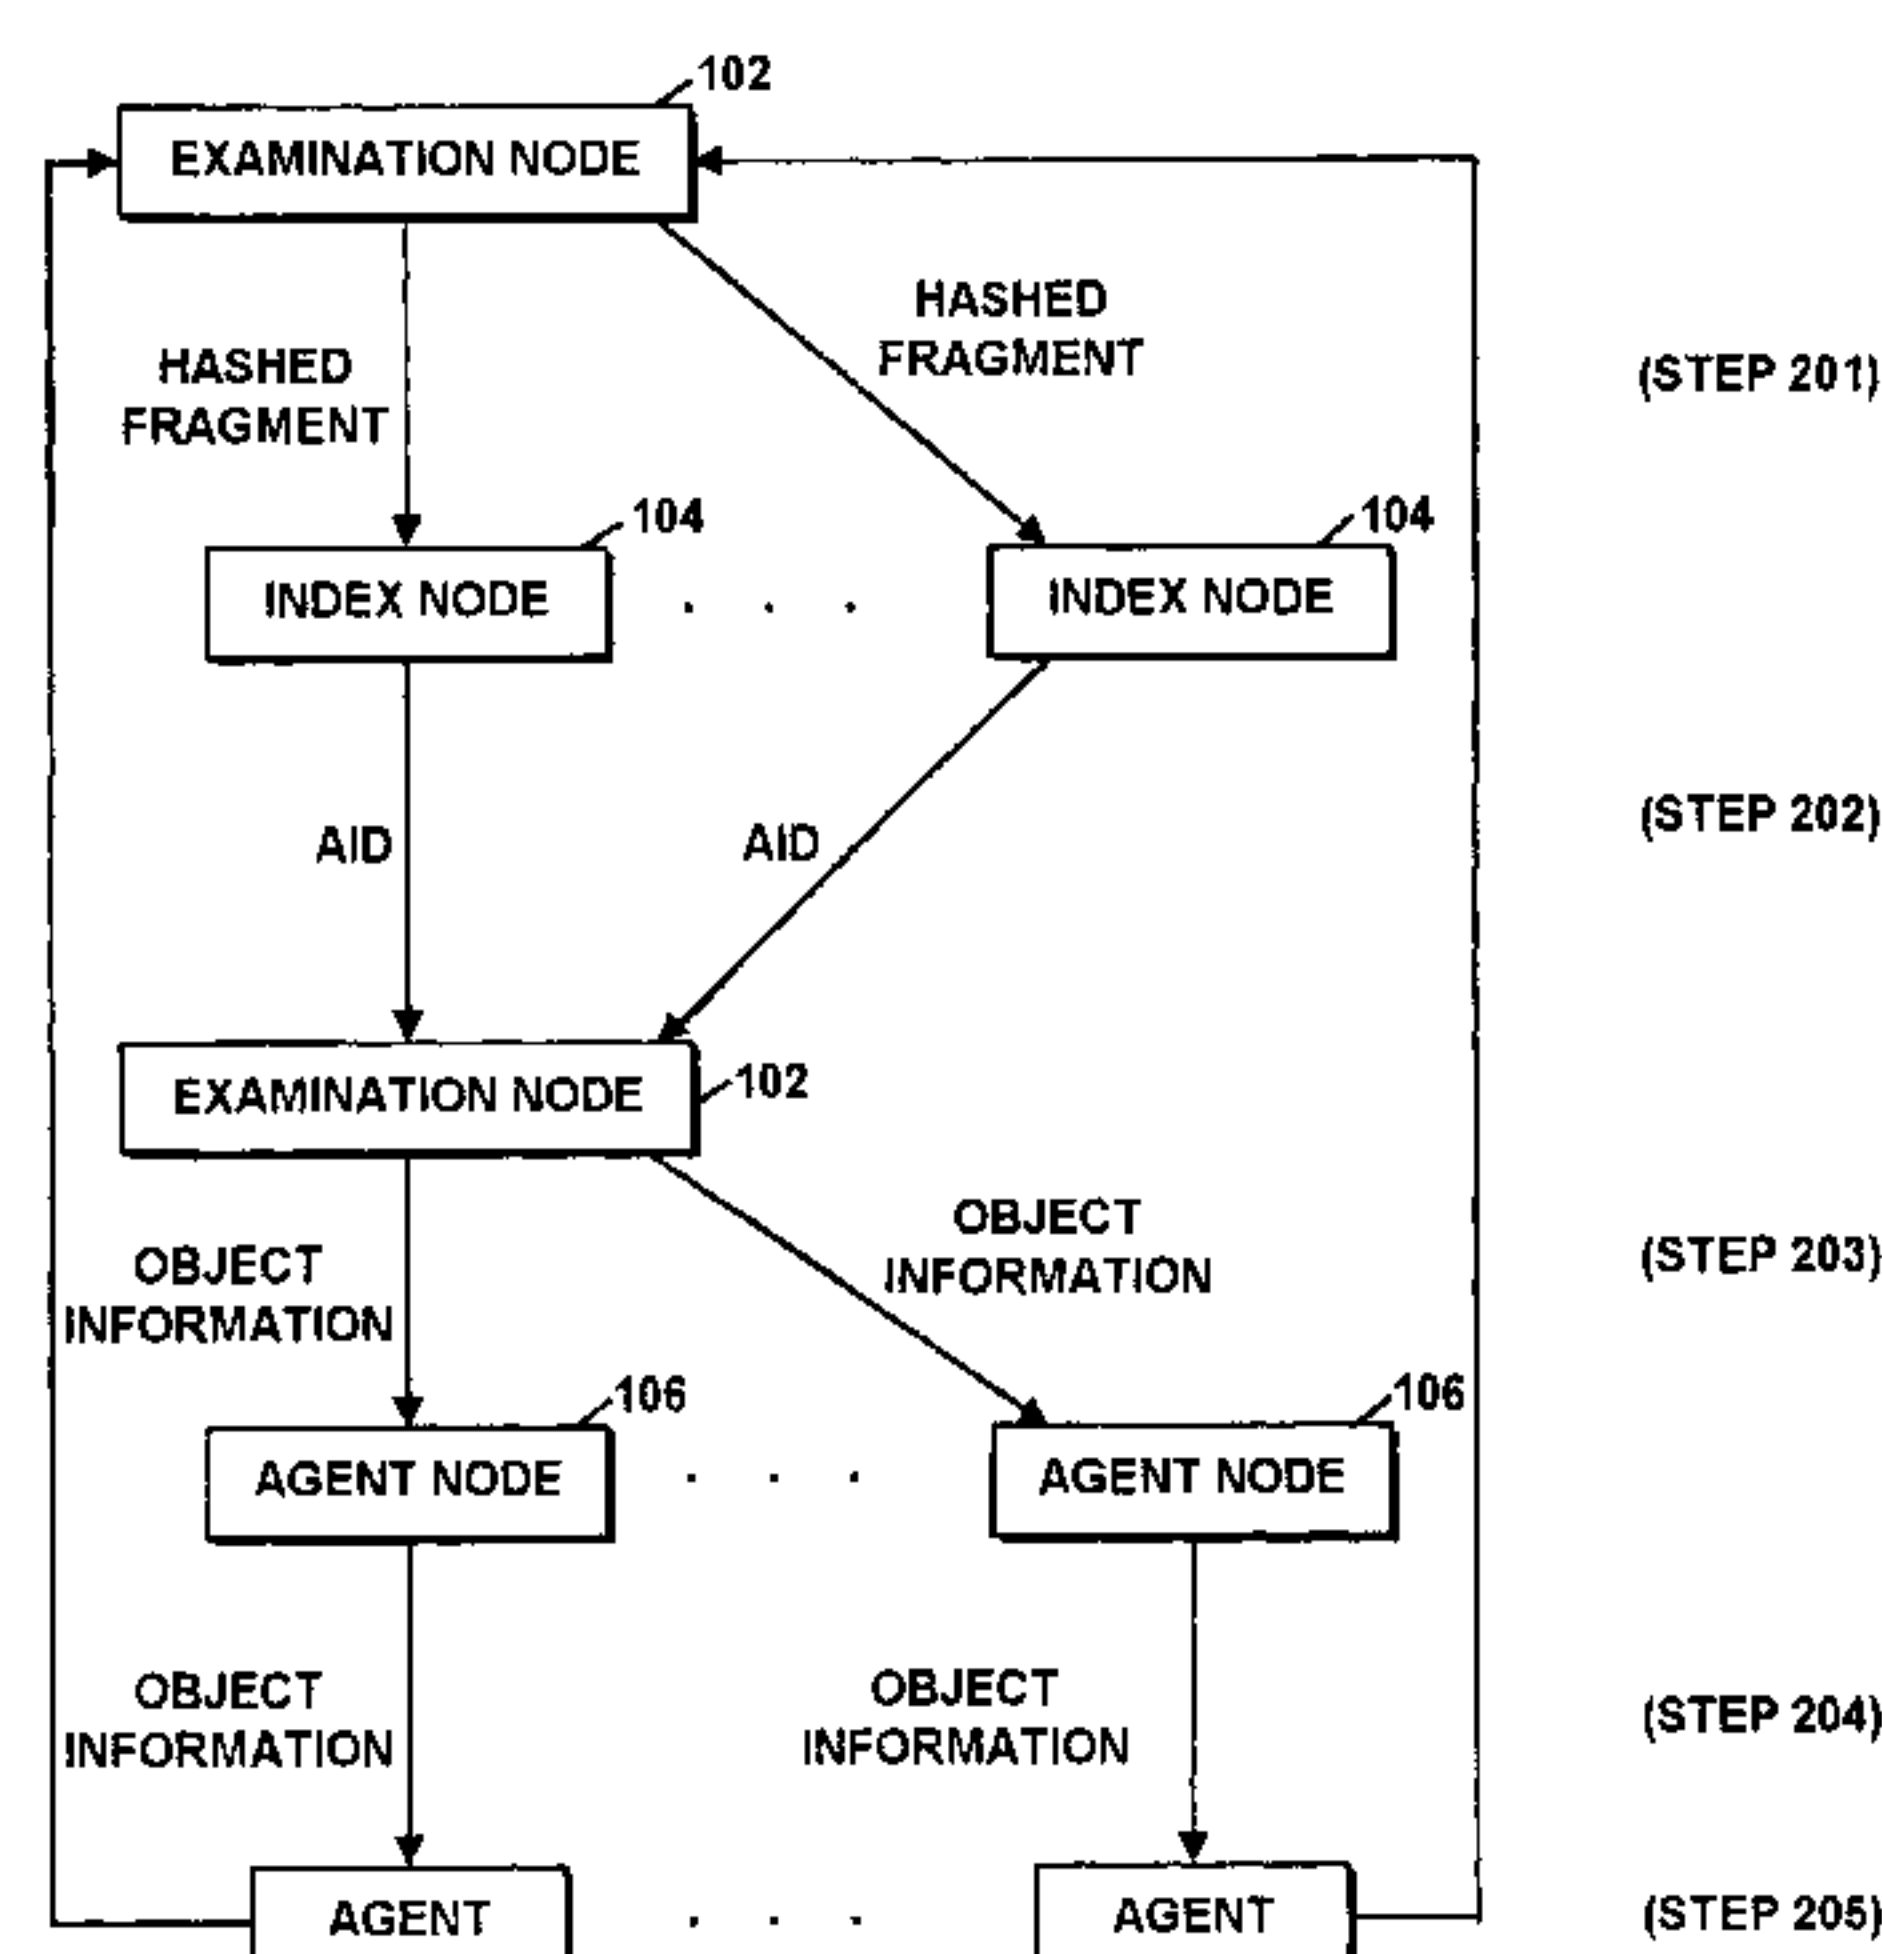 102
EXAMINATION NODE
HASHED
FRAGMENT
HASHED
FRAGMENT
(STEP 201)
104
104
INDEX NODE
. . .
INDEX NODE
AID
AID
(STEP 202)
EXAMINATION NODE
102
OBJECT
INFORMATION
OBJECT
INFORMATION
(STEP 203)
106
106
AGENT NODE
. . .
AGENT NODE
OBJECT
INFORMATION
OBJECT
INFORMATION
(STEP 204)
AGENT
. . .
AGENT
(STEP 205)